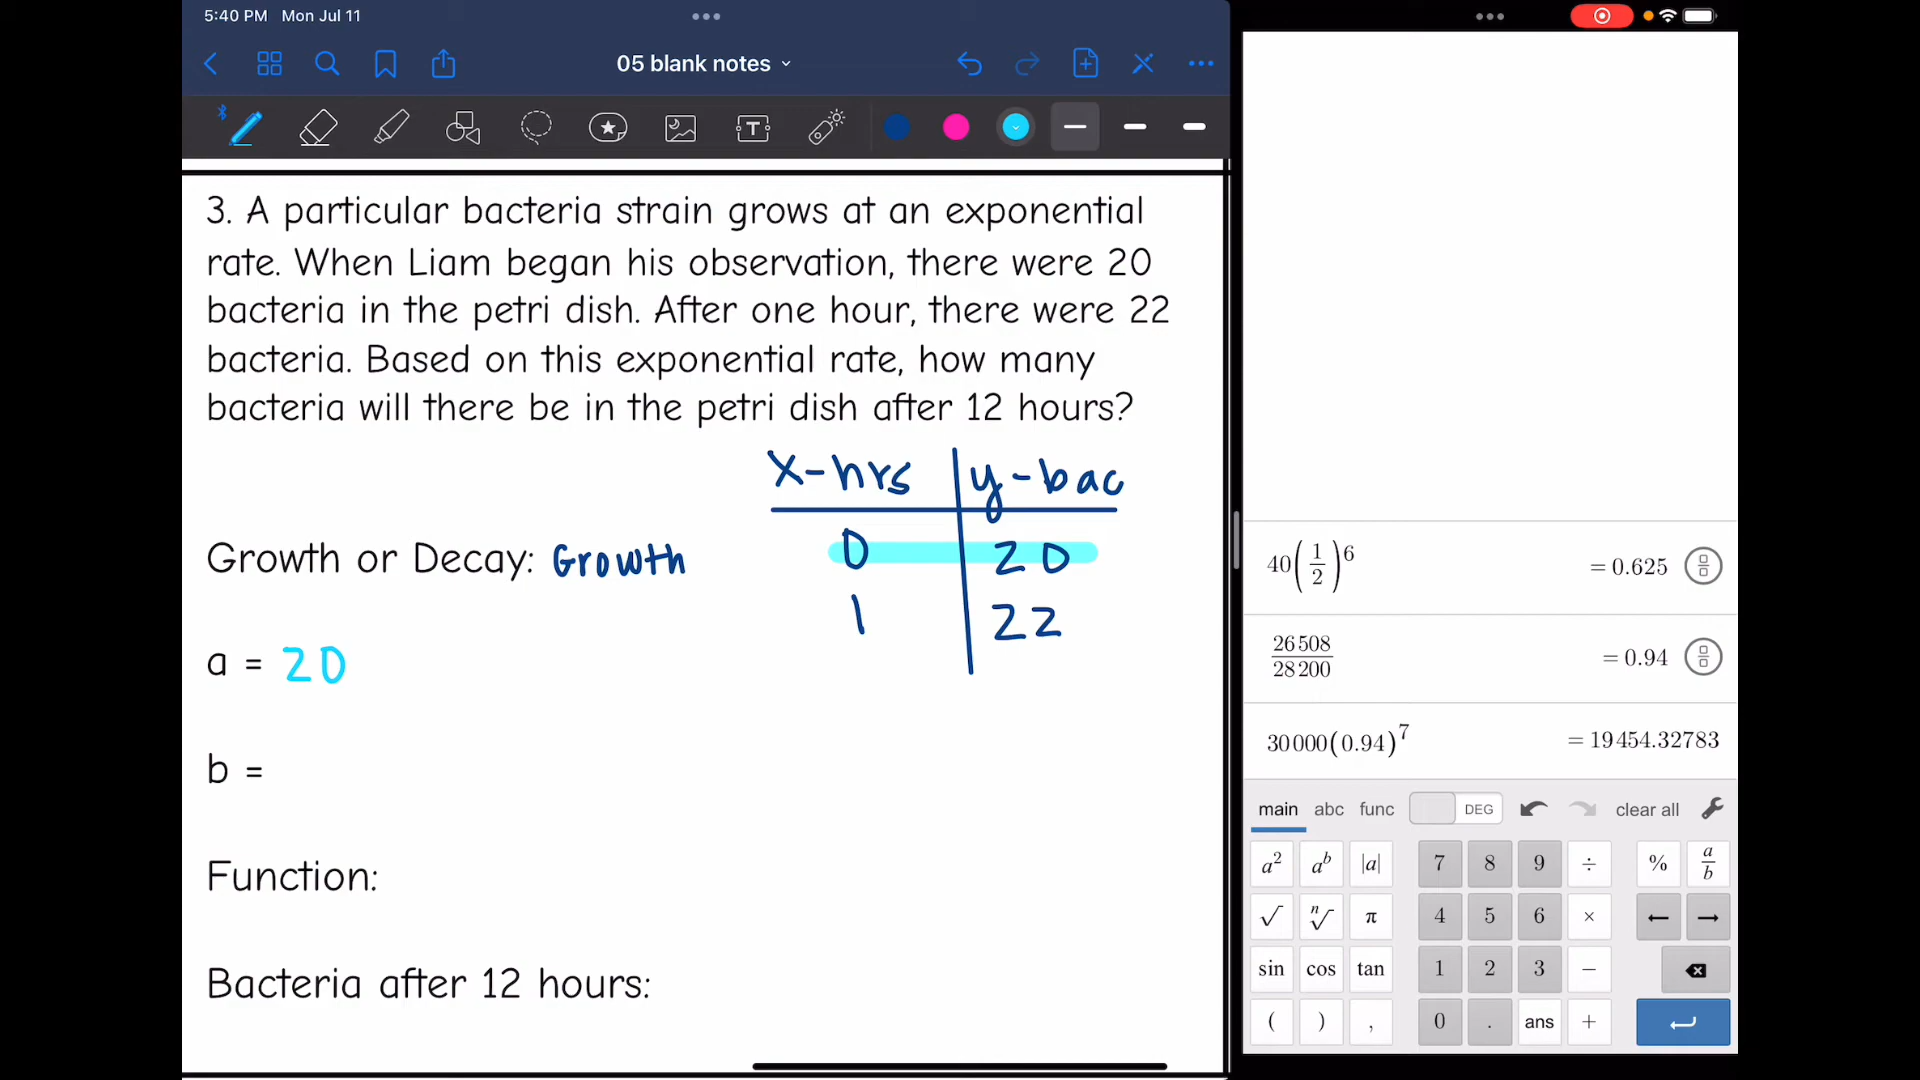 5:40 PM Mon Jul 11
05 blank notes
3. A particular bacteria strain grows at an exponential
rate. When Liam began his observation, there were 20
bacteria in the petri dish. After one hour, there were 22
bacteria. Based on this exponential rate, how many
bacteria will there be in the petri dish after 12 hours?
x-hrs y-bac
0 20
1 22
Growth or Decay: Growth
a = 20
b =
Function:
Bacteria after 12 hours:
40(1/2)^6 = 0.625
26508/28200 = 0.94
30000(0.94)^7 = 19454.32783
main abc func DEG clear all
a² aᵇ |a| 7 8 9 ÷ % a/b
√ ⁿ√ π 4 5 6 × ← →
sin cos tan 1 2 3 −
( ) , 0 . ans +